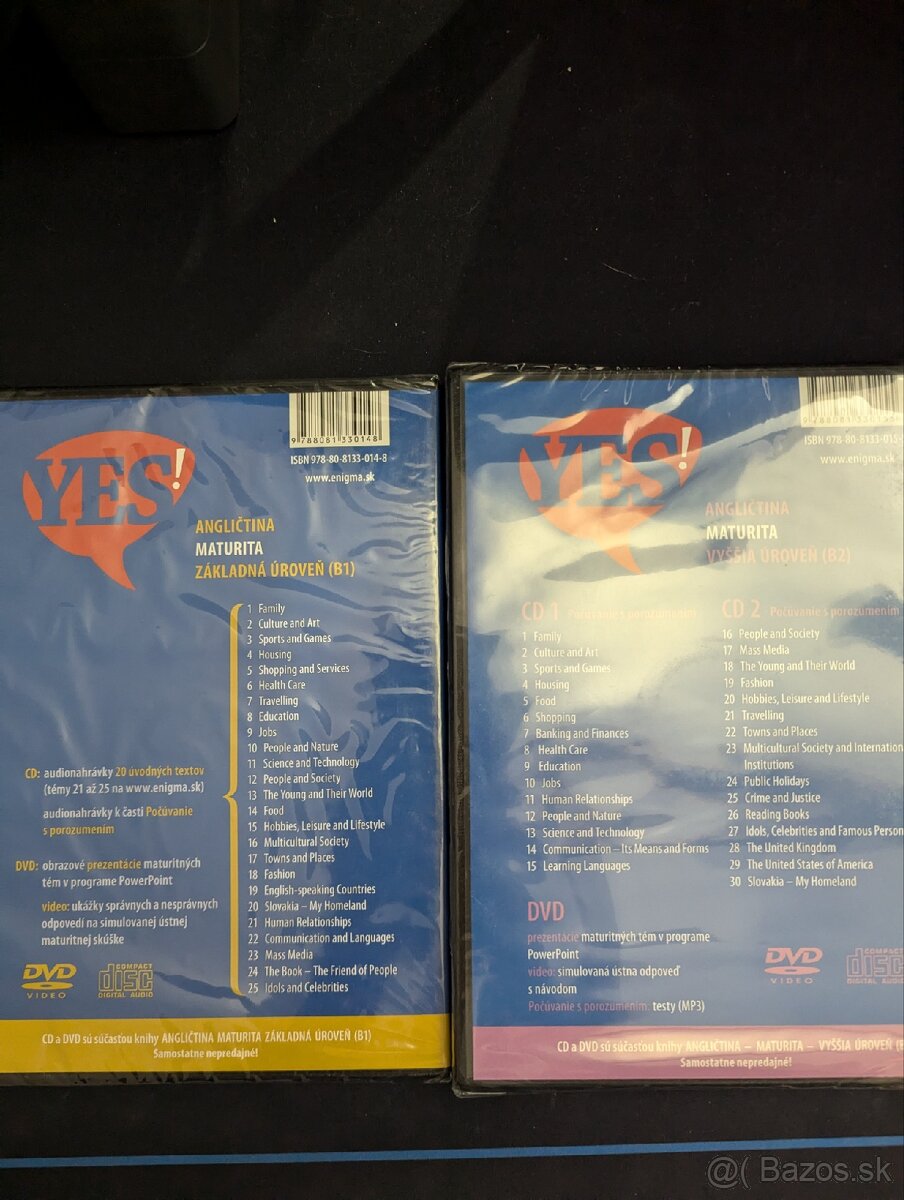 9 788081 330148
ISBN 978-80-8133-014-8
www.enigma.sk
YES!
ANGLIČTINA
MATURITA
ZÁKLADNÁ ÚROVEŇ (B1)
1 Family
2 Culture and Art
3 Sports and Games
4 Housing
5 Shopping and Services
6 Health Care
7 Travelling
8 Education
9 Jobs
10 People and Nature
11 Science and Technology
12 People and Society
13 The Young and Their World
14 Food
15 Hobbies, Leisure and Lifestyle
16 Multicultural Society
17 Towns and Places
18 Fashion
19 English-speaking Countries
20 Slovakia – My Homeland
21 Human Relationships
22 Communication and Languages
23 Mass Media
24 The Book – The Friend of People
25 Idols and Celebrities
CD: audionahrávky 20 úvodných textov
(témy 21 až 25 na www.enigma.sk)
audionahrávky k časti Počúvanie
s porozumením
DVD: obrazové prezentácie maturitných
tém v programe PowerPoint
video: ukážky správnych a nesprávnych
odpovedí na simulovanej ústnej
maturitnej skúške
DVD
VIDEO
COMPACT
disc
DIGITAL AUDIO
CD a DVD sú súčasťou knihy ANGLIČTINA MATURITA ZÁKLADNÁ ÚROVEŇ (B1)
Samostatne nepredajné!
ISBN 978-80-8133-015-
www.enigma.s
YES!
ANGLIČTINA
MATURITA
VYŠŠIA ÚROVEŇ (B2)
CD 1 Počúvanie s porozumením
1 Family
2 Culture and Art
3 Sports and Games
4 Housing
5 Food
6 Shopping
7 Banking and Finances
8 Health Care
9 Education
10 Jobs
11 Human Relationships
12 People and Nature
13 Science and Technology
14 Communication – Its Means and Forms
15 Learning Languages
CD 2 Počúvanie s porozumením
16 People and Society
17 Mass Media
18 The Young and Their World
19 Fashion
20 Hobbies, Leisure and Lifestyle
21 Travelling
22 Towns and Places
23 Multicultural Society and Internation
Institutions
24 Public Holidays
25 Crime and Justice
26 Reading Books
27 Idols, Celebrities and Famous Person
28 The United Kingdom
29 The United States of America
30 Slovakia – My Homeland
DVD
prezentácie maturitných tém v programe
PowerPoint
video: simulovaná ústna odpoveď
s návodom
Počúvanie s porozumením: testy (MP3)
DVD
VIDEO
COMPACT
disc
DIGITAL AUDIO
CD a DVD sú súčasťou knihy ANGLIČTINA – MATURITA – VYŠŠIA ÚROVEŇ
Samostatne nepredajné!
@( Bazos.sk